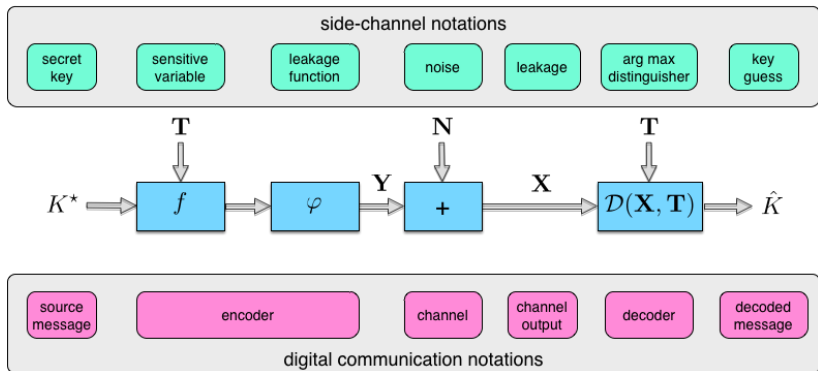 side-channel notations
secret
key
sensitive
variable
leakage
function
noise
leakage
arg max
distinguisher
key
guess
T
N
T
K⋆
f
φ
Y
+
X
𝒟(X, T)
K̂
source
message
encoder
channel
channel
output
decoder
decoded
message
digital communication notations